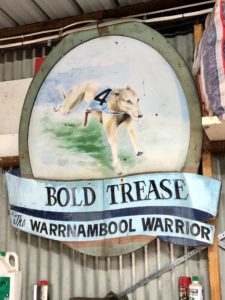 4
BOLD TREASE
"The WARRNAMBOOL WARRIOR"